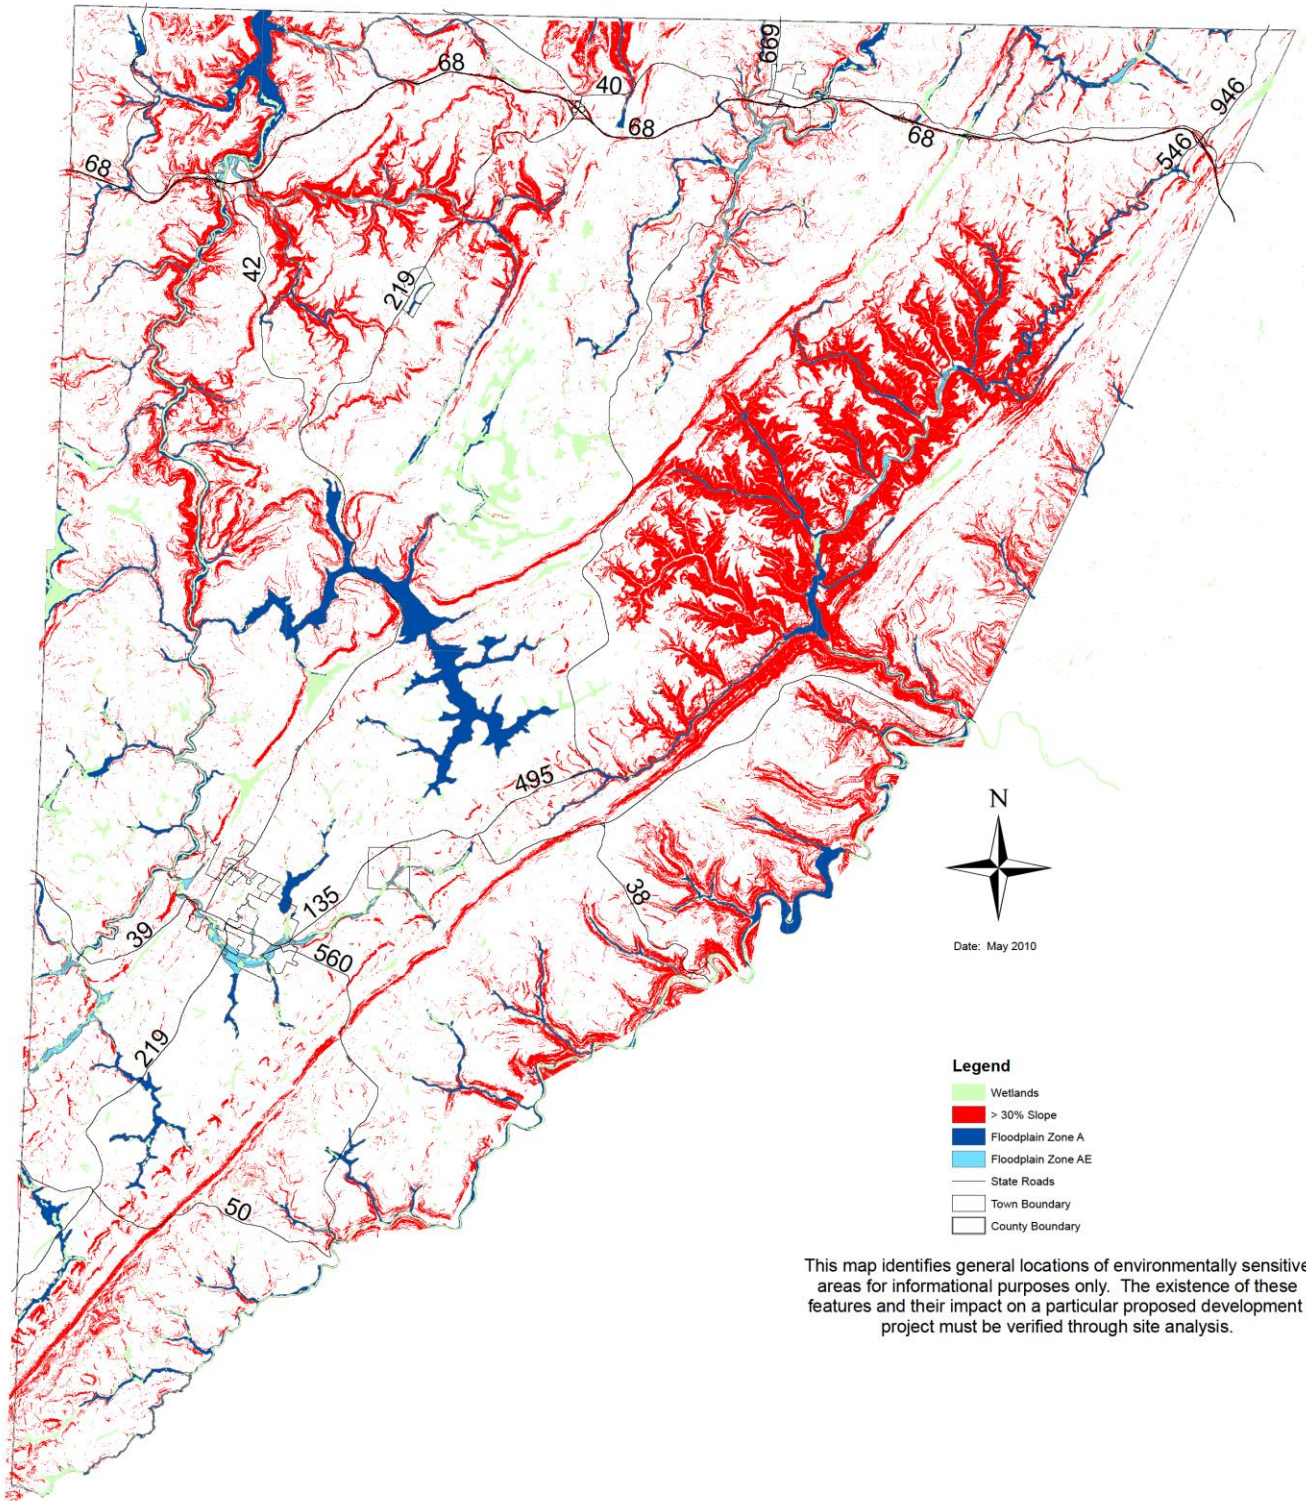 669
68
40
68
946
68
546
68
42
219
495
N
38
135
39
Date: May 2010
560
219
Legend
Wetlands
> 30% Slope
Floodplain Zone A
Floodplain Zone AE
State Roads
Town Boundary
50
County Boundary
This map identifies general locations of environmentally sensitive
areas for informational purposes only. The existence of these
features and their impact on a particular proposed development
project must be verified through site analysis.